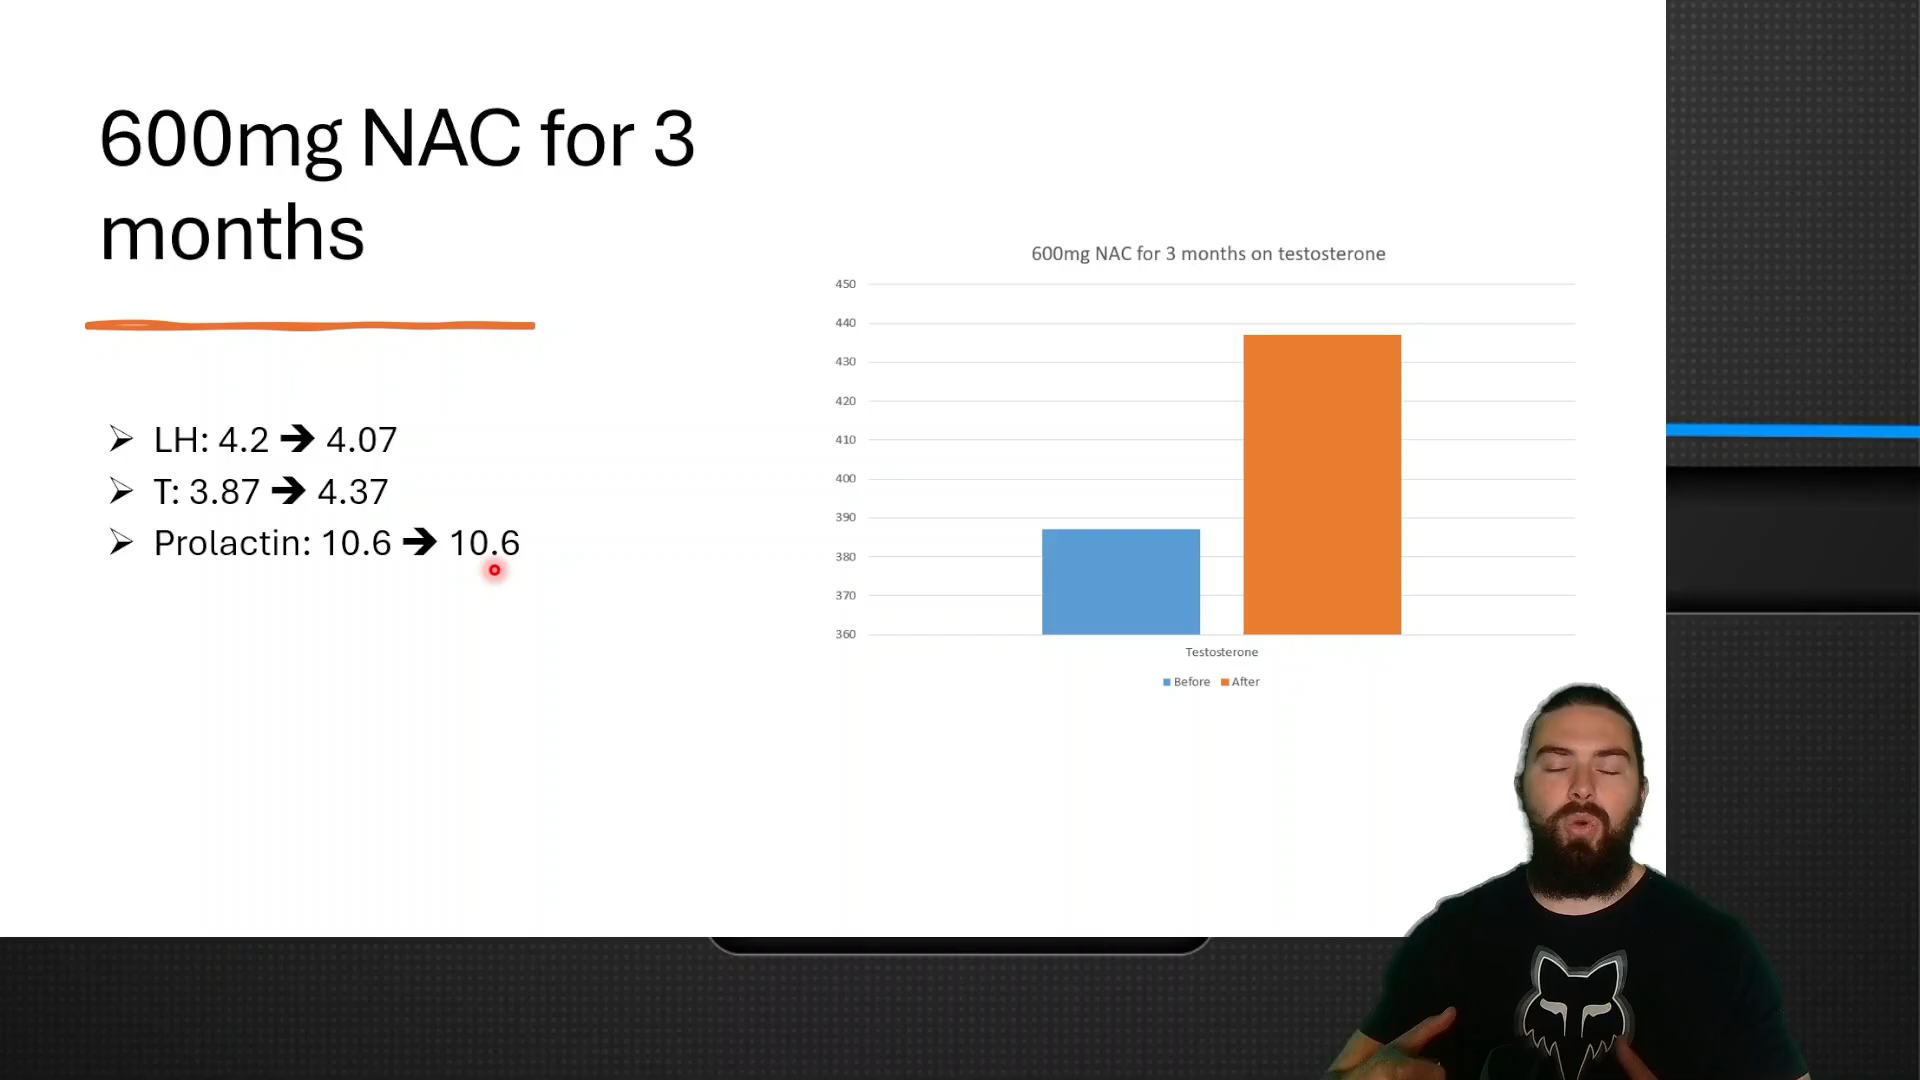 600mg NAC for 3
months
LH: 4.2 → 4.07
T: 3.87 → 4.37
Prolactin: 10.6 → 10.6
600mg NAC for 3 months on testosterone
450
440
430
420
410
400
390
380
370
360
Testosterone
Before After